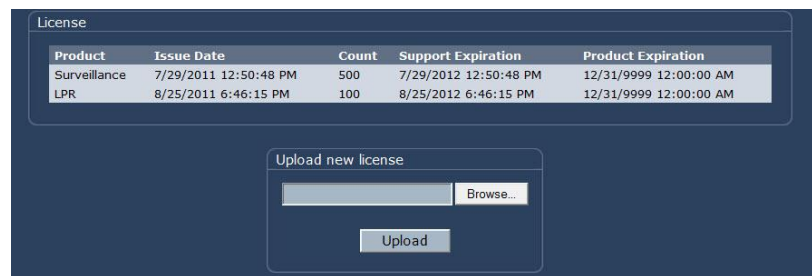 License
Product Issue Date Count Support Expiration Product Expiration
Surveillance 7/29/2011 12:50:48 PM 500 7/29/2012 12:50:48 PM 12/31/9999 12:00:00 AM
LPR 8/25/2011 6:46:15 PM 100 8/25/2012 6:46:15 PM 12/31/9999 12:00:00 AM
Upload new license
Browse...
Upload